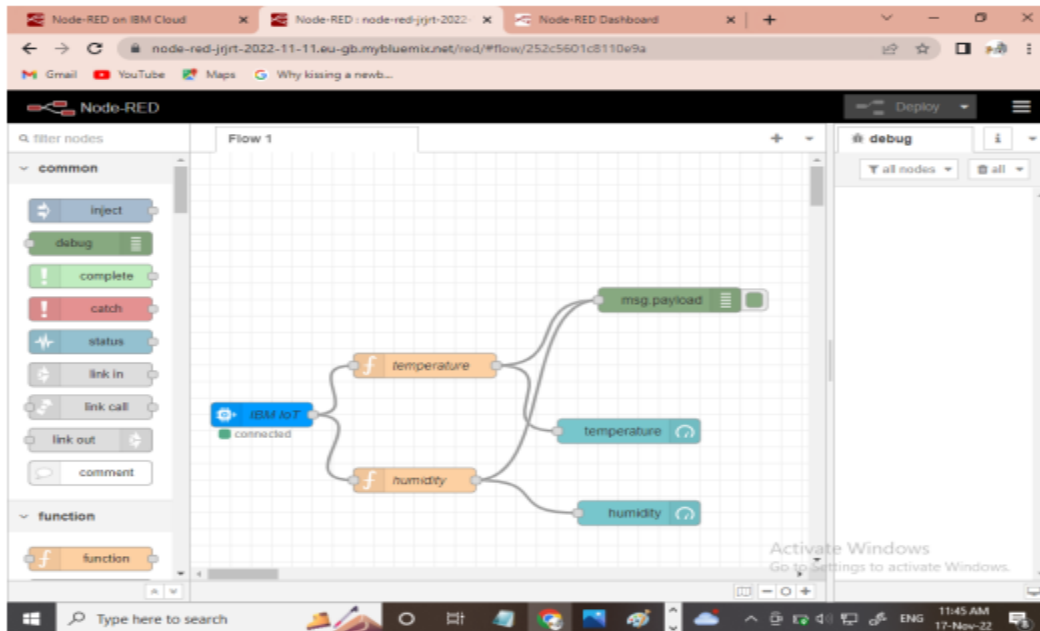 Node-RED on IBM Cloud
Node-RED : node-red-jrjrt-2022-
Node-RED Dashboard
node-red-jrjrt-2022-11-11.eu-gb.mybluemix.net/red/#flow/252c5601c8110e9a
Gmail
YouTube
Maps
Why kissing a newb...
Node-RED
Deploy
filter nodes
Flow 1
debug
i
all nodes
all
common
inject
debug
complete
catch
status
link in
link call
link out
comment
function
function
msg.payload
temperature
IBM IoT
connected
temperature
humidity
humidity
Activate Windows
Go to Settings to activate Windows.
Type here to search
ENG
11:45 AM
17-Nov-22